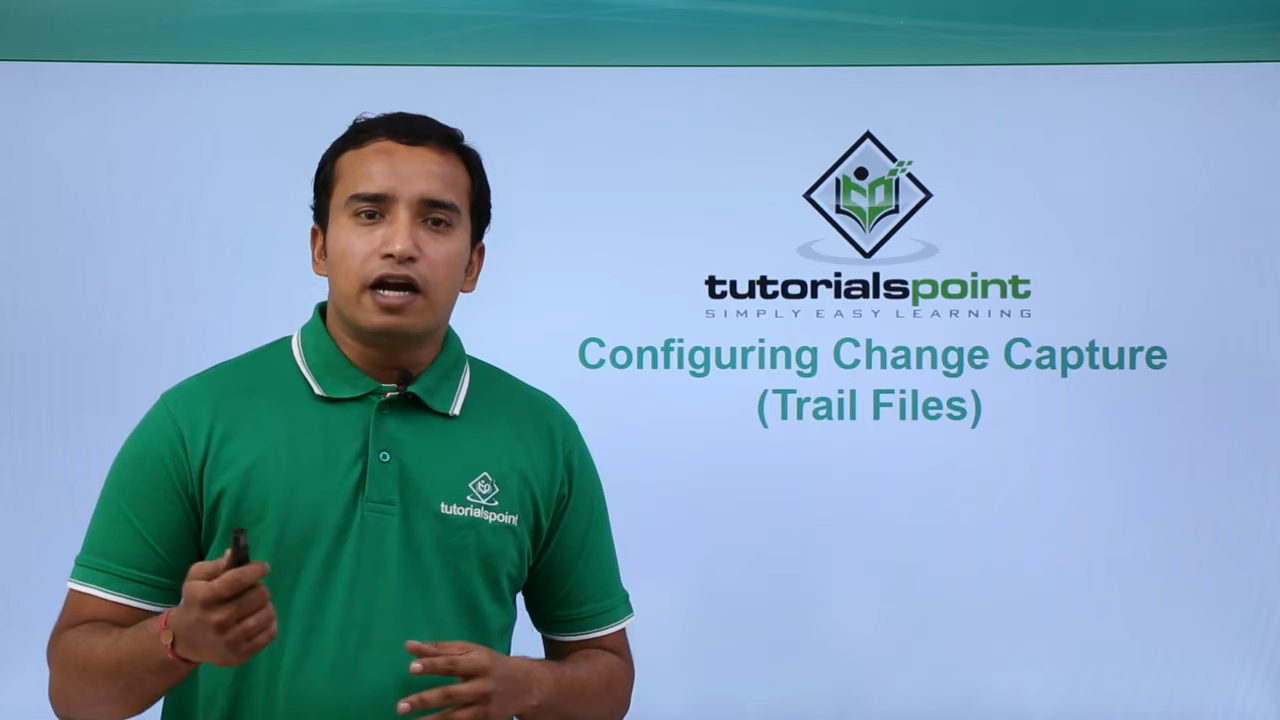 tutorialspoint
SIMPLY EASY LEARNING
Configuring Change Capture
(Trail Files)
tutorialspoint